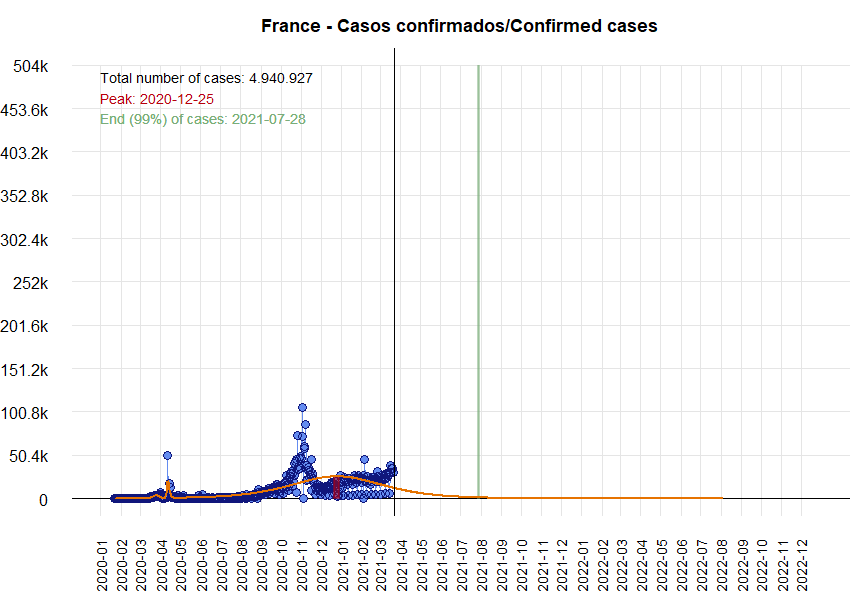 France - Casos confirmados/Confirmed cases
504k
453.6k
403.2k
352.8k
302.4k
252k
201.6k
151.2k
100.8k
50.4k
0
Total number of cases: 4.940.927
Peak: 2020-12-25
End (99%) of cases: 2021-07-28
2020-01
2020-02
2020-03
2020-04
2020-05
2020-06
2020-07
2020-08
2020-09
2020-10
2020-11
2020-12
2021-01
2021-02
2021-03
2021-04
2021-05
2021-06
2021-07
2021-08
2021-09
2021-10
2021-11
2021-12
2022-01
2022-02
2022-03
2022-04
2022-05
2022-06
2022-07
2022-08
2022-09
2022-10
2022-11
2022-12